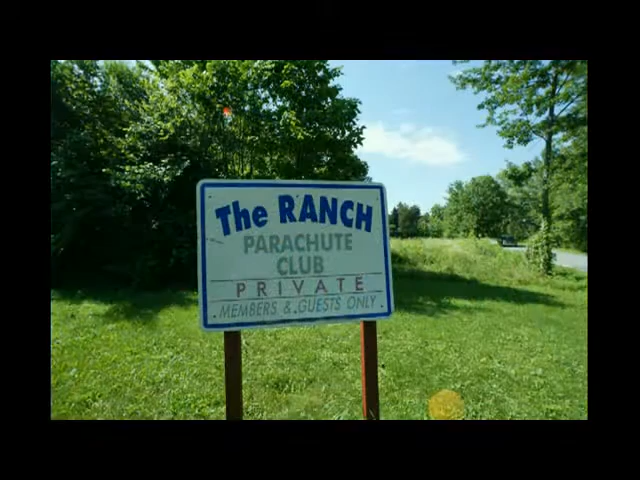 The RANCH
PARACHUTE
CLUB
PRIVATE
MEMBERS & GUESTS ONLY